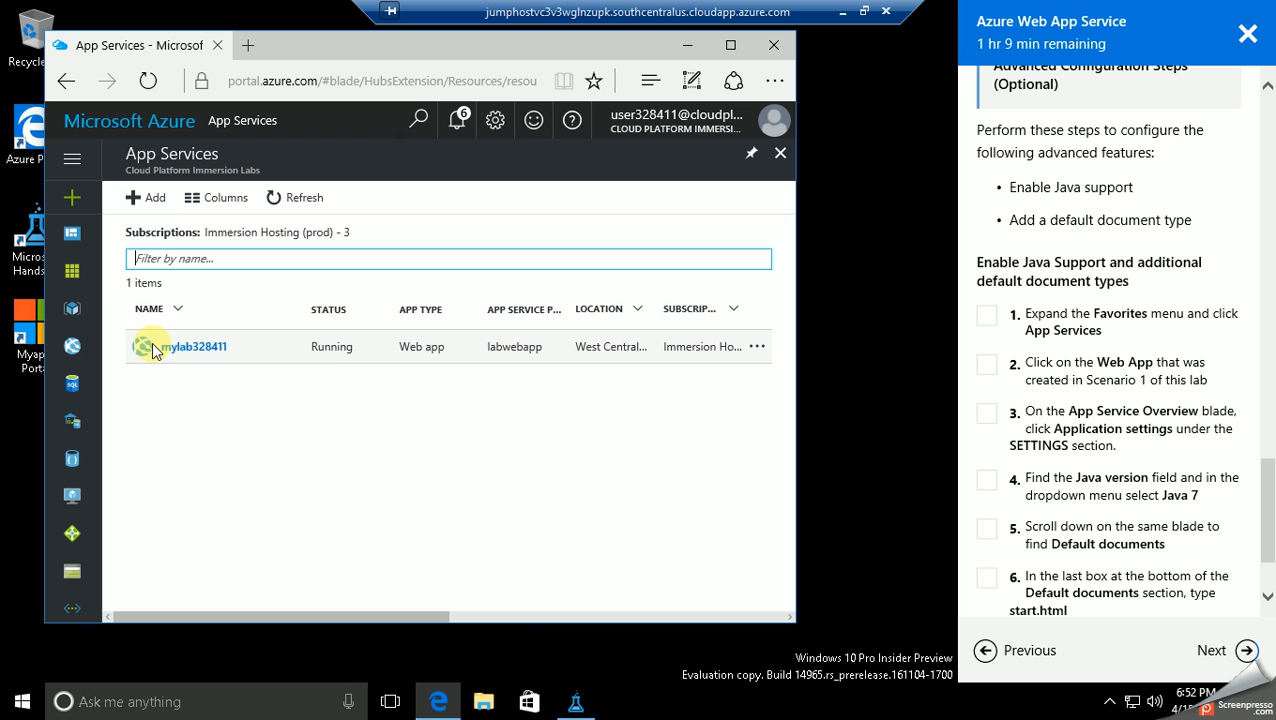 Recycle
Azure P
Micros
Hands
Myap
Port
jumphostvc3v3wglnzupk.southcentralus.cloudapp.azure.com
App Services - Microsof
portal.azure.com/#blade/HubsExtension/Resources/resou
Microsoft Azure App Services
6
user328411@cloudpl...
CLOUD PLATFORM IMMERSI...
App Services
Cloud Platform Immersion Labs
Add Columns Refresh
Subscriptions: Immersion Hosting (prod) - 3
Filter by name...
1 items
NAME STATUS APP TYPE APP SERVICE P... LOCATION SUBSCRIP...
mylab328411 Running Web app labwebapp West Central... Immersion Ho... ...
Azure Web App Service
1 hr 9 min remaining
Advanced Configuration Steps
(Optional)
Perform these steps to configure the
following advanced features:
• Enable Java support
• Add a default document type
Enable Java Support and additional
default document types
1. Expand the Favorites menu and click
App Services
2. Click on the Web App that was
created in Scenario 1 of this lab
3. On the App Service Overview blade,
click Application settings under the
SETTINGS section.
4. Find the Java version field and in the
dropdown menu select Java 7
5. Scroll down on the same blade to
find Default documents
6. In the last box at the bottom of the
Default documents section, type
start.html
Previous
Next
Windows 10 Pro Insider Preview
Evaluation copy. Build 14965.rs_prerelease.161104-1700
Ask me anything
6:52 PM
Screenpresso
.com